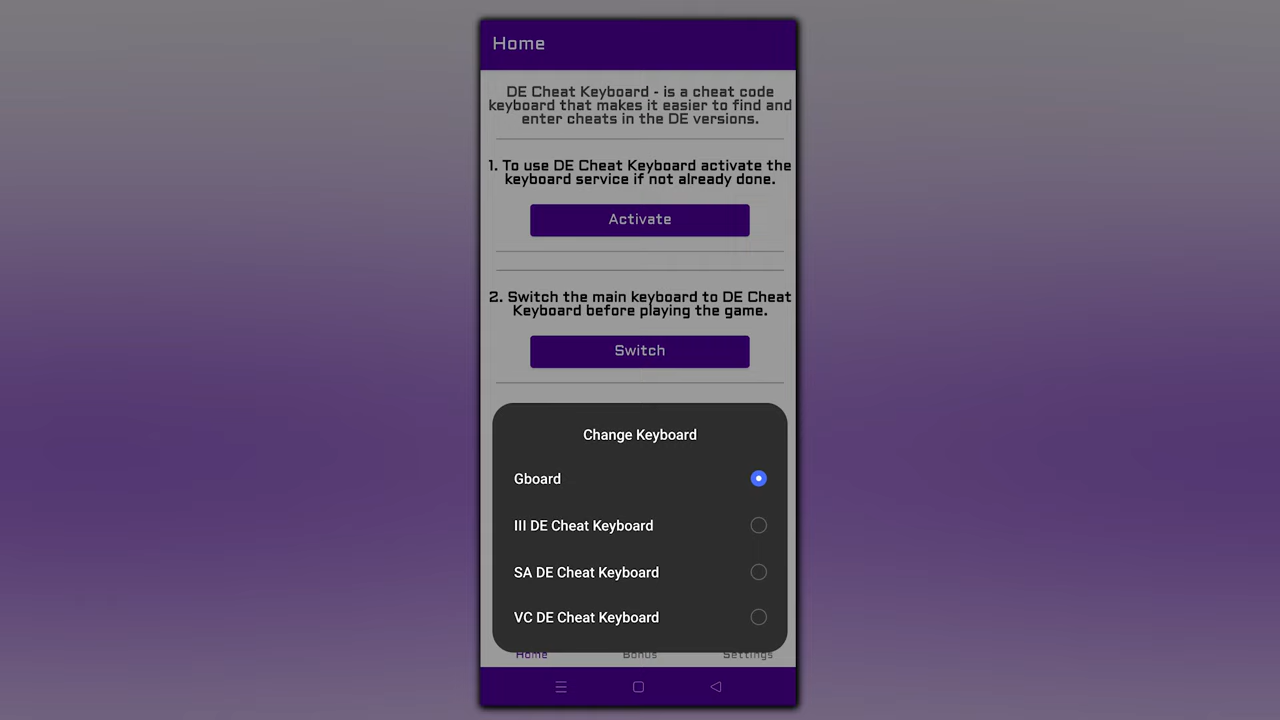 Home
DE Cheat Keyboard - is a cheat code
keyboard that makes it easier to find and
enter cheats in the DE versions.
1. To use DE Cheat Keyboard activate the
keyboard service if not already done.
Activate
2. Switch the main keyboard to DE Cheat
Keyboard before playing the game.
Switch
Change Keyboard
Gboard
III DE Cheat Keyboard
SA DE Cheat Keyboard
VC DE Cheat Keyboard
Home Bonus Settings